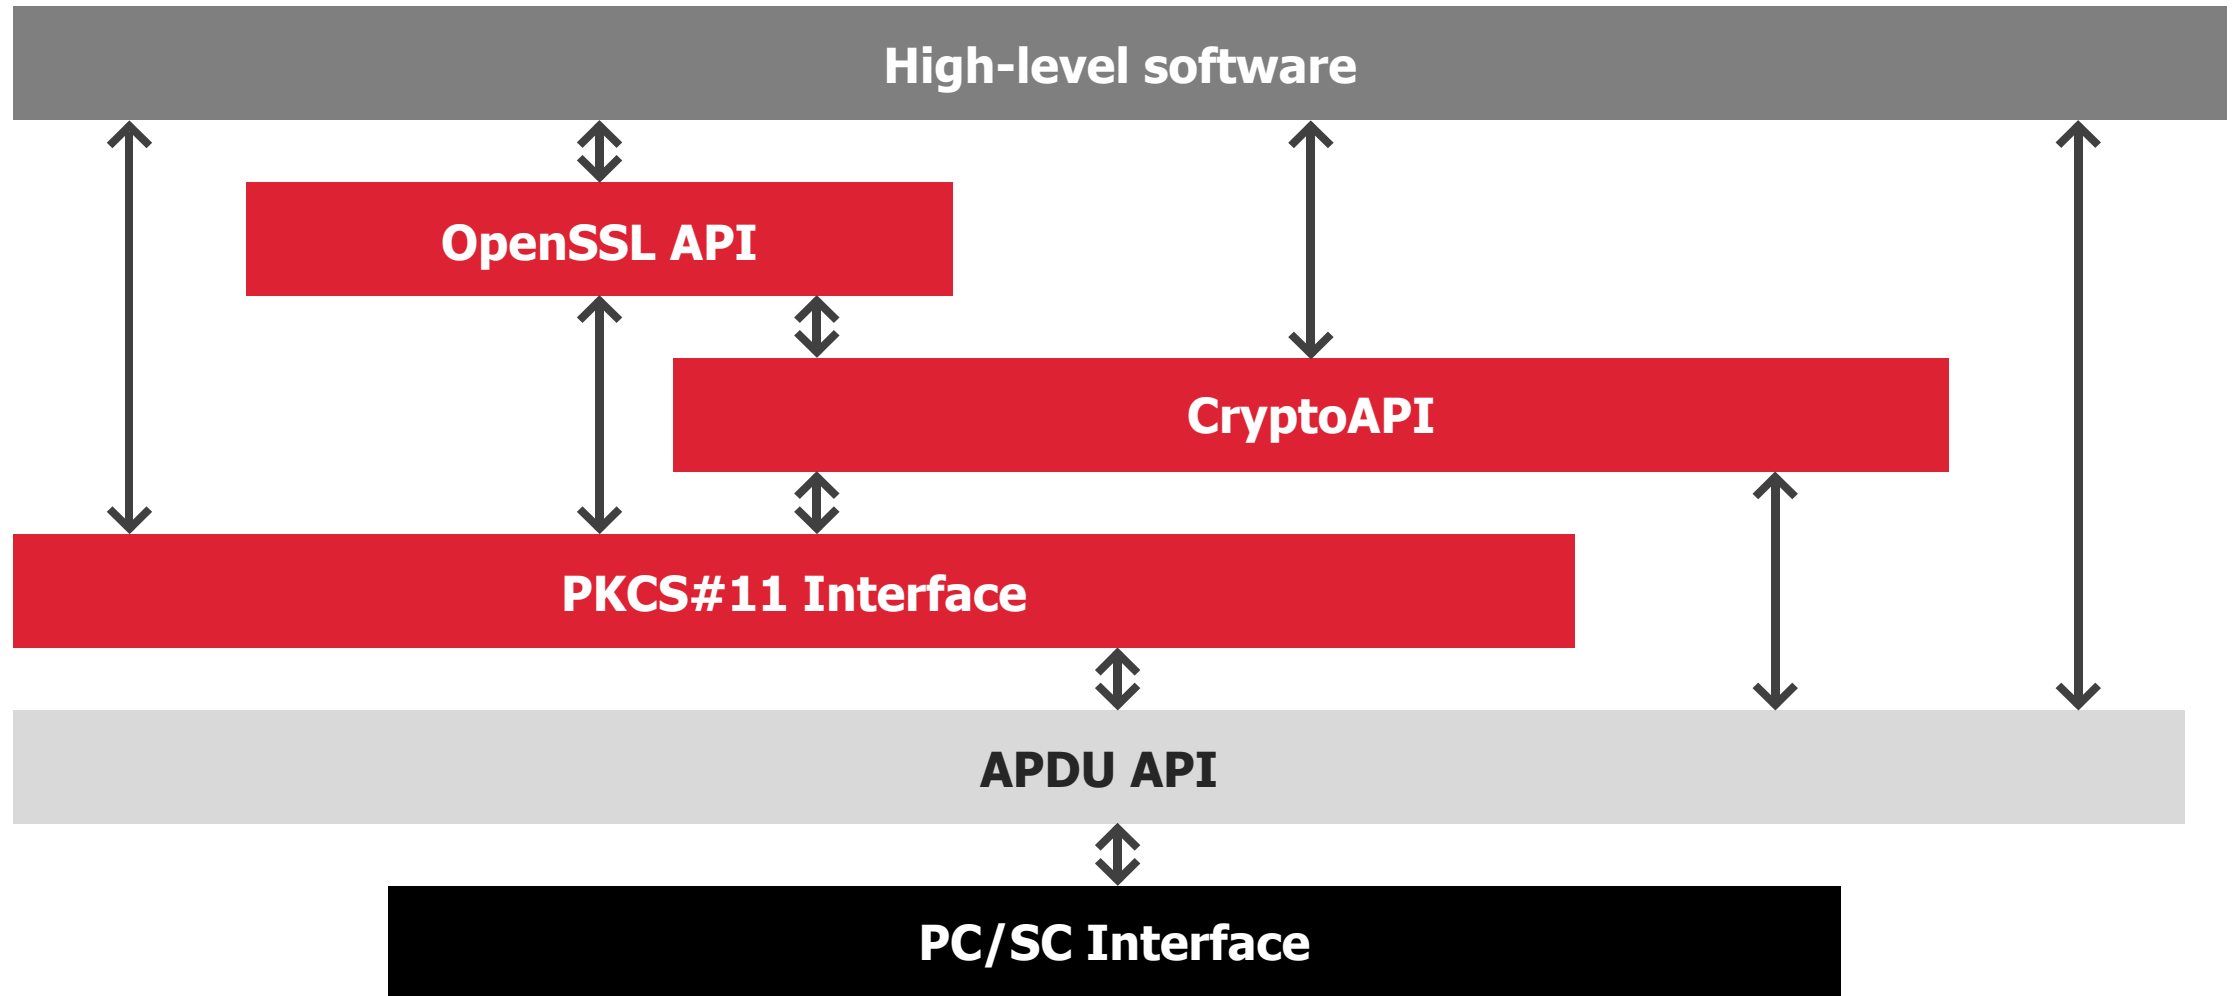 High-level software
OpenSSL API
CryptoAPI
PKCS#11 Interface
APDU API
PC/SC Interface